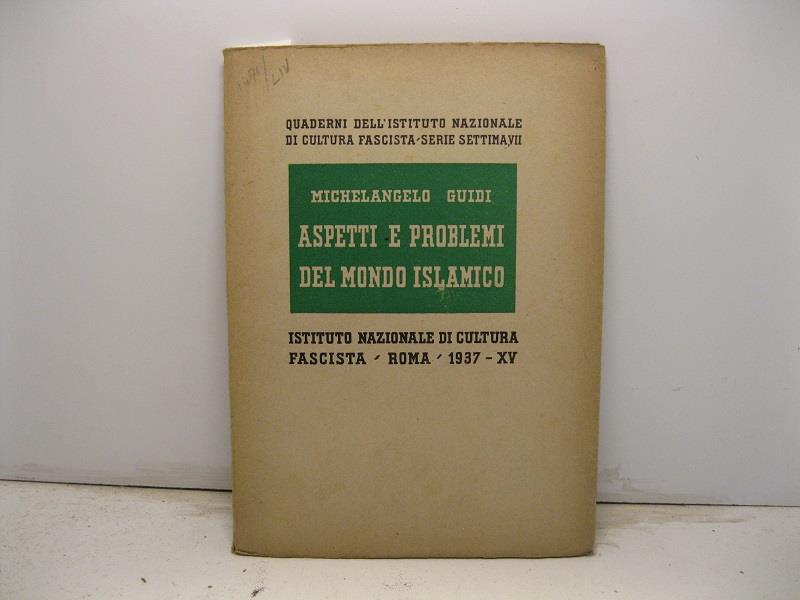 QUADERNI DELL'ISTITUTO NAZIONALE
DI CULTURA FASCISTA - SERIE SETTIMA, VII
MICHELANGELO GUIDI
ASPETTI E PROBLEMI
DEL MONDO ISLAMICO
ISTITUTO NAZIONALE DI CULTURA
FASCISTA - ROMA - 1937 - XV